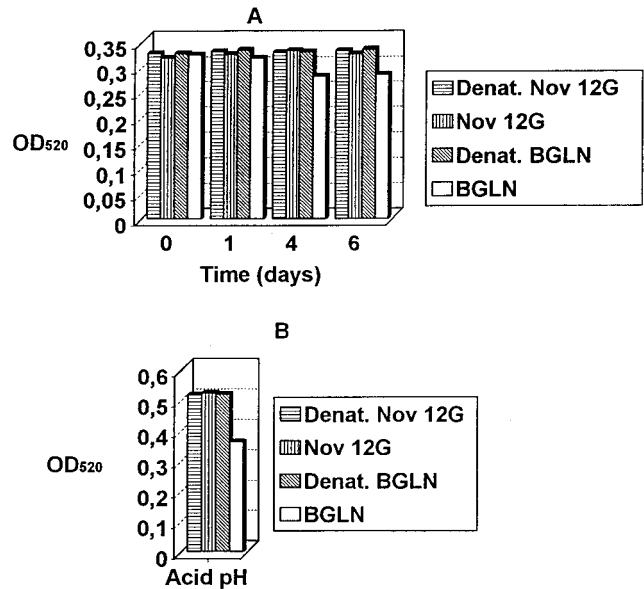 A
0,35
0,3
0,25
0,2
0,15
0,1
0,05
0
OD520
0 1 4 6
Time (days)
Denat. Nov 12G
Nov 12G
Denat. BGLN
BGLN
B
0,6
0,5
0,4
0,3
0,2
0,1
0
OD520
Acid pH
Denat. Nov 12G
Nov 12G
Denat. BGLN
BGLN